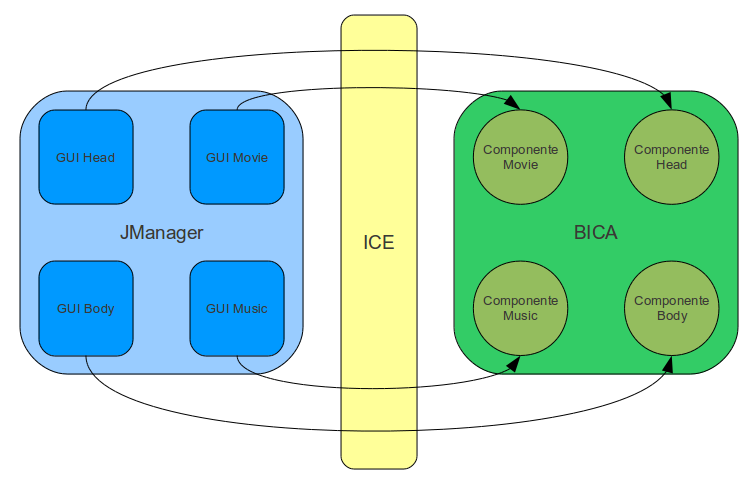 GUI Head
GUI Movie
JManager
GUI Body
GUI Music
ICE
Componente
Movie
Componente
Head
BICA
Componente
Music
Componente
Body